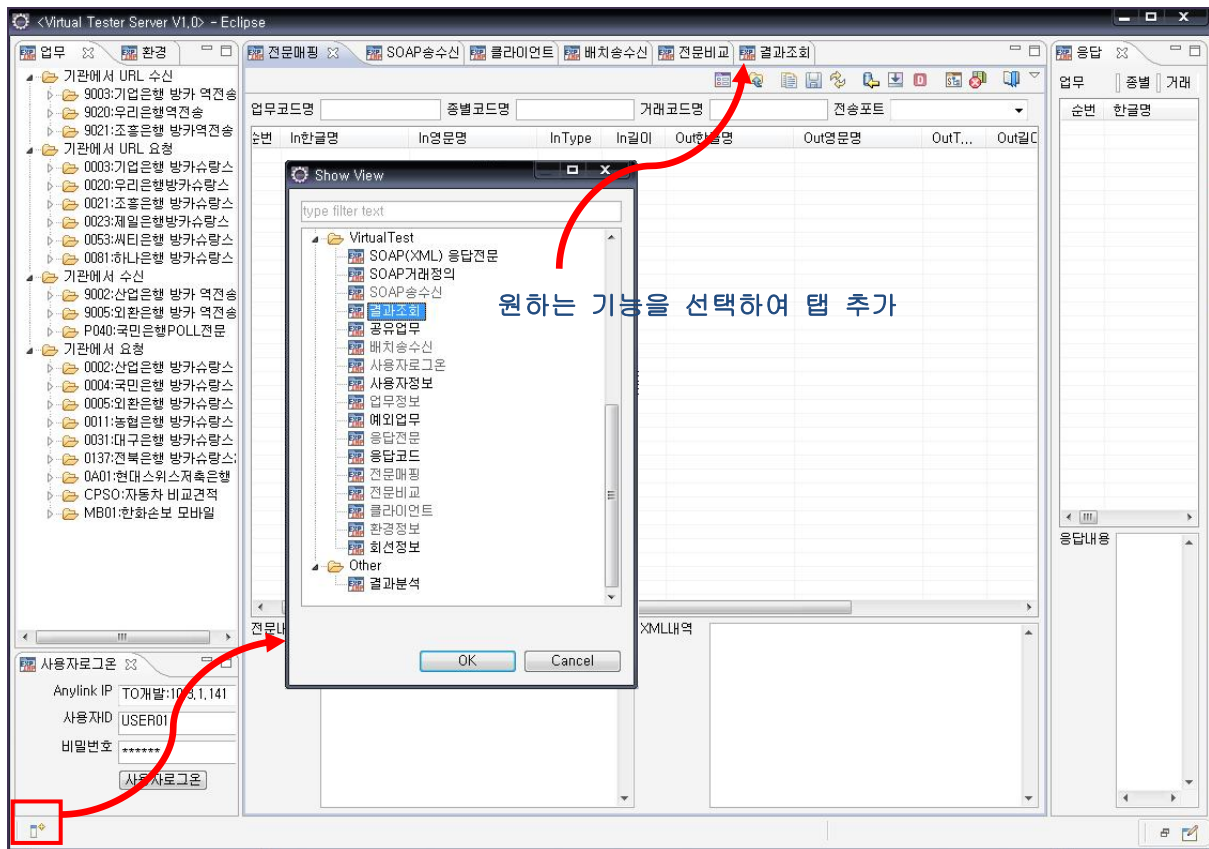 <Virtual Tester Server V1.0> - Eclipse
업무
환경
기관에서 URL 수신
9003:기업은행 방카 역전송
9020:우리은행역전송
9021:조흥은행 방카역전송
기관에서 URL 요청
0003:기업은행 방카슈랑스
0020:우리은행방카슈랑스
0021:조흥은행 방카슈랑스
0023:제일은행방카슈랑스
0053:씨티은행 방카슈랑스
0081:하나은행 방카슈랑스
기관에서 수신
9002:산업은행 방카 역전송
9005:외환은행 방카 역전송
P040:국민은행POLL전문
기관에서 요청
0002:산업은행 방카슈랑스
0004:국민은행 방카슈랑스
0005:외환은행 방카슈랑스
0011:농협은행 방카슈랑스
0031:대구은행 방카슈랑스
0137:전북은행 방카슈랑스
0A01:현대스위스저축은행
CPSO:자동차 비교견적
MB01:한화손보 모바일
사용자로그온
Anylink IP TO개발:10.3.1.141
사용자ID USER01
비밀번호 ******
사용자로그온
전문매핑 SOAP송수신 클라이언트 배치송수신 전문비교 결과조회
업무코드명 종별코드명 거래코드명 전송포트
순번 In한글명 In영문명 InType In길이 Out한글명 Out영문명 OutT... Out길
Show View
type filter text
VirtualTest
SOAP(XML) 응답전문
SOAP거래정의
SOAP송수신
결과조회
공유업무
배치송수신
사용자로그온
사용자정보
업무정보
예외업무
응답전문
응답코드
전문매핑
전문비교
클라이언트
환경정보
회선정보
Other
결과분석
OK Cancel
원하는 기능을 선택하여 탭 추가
XML내역
응답
업무 종별 거래
순번 한글명
응답내용